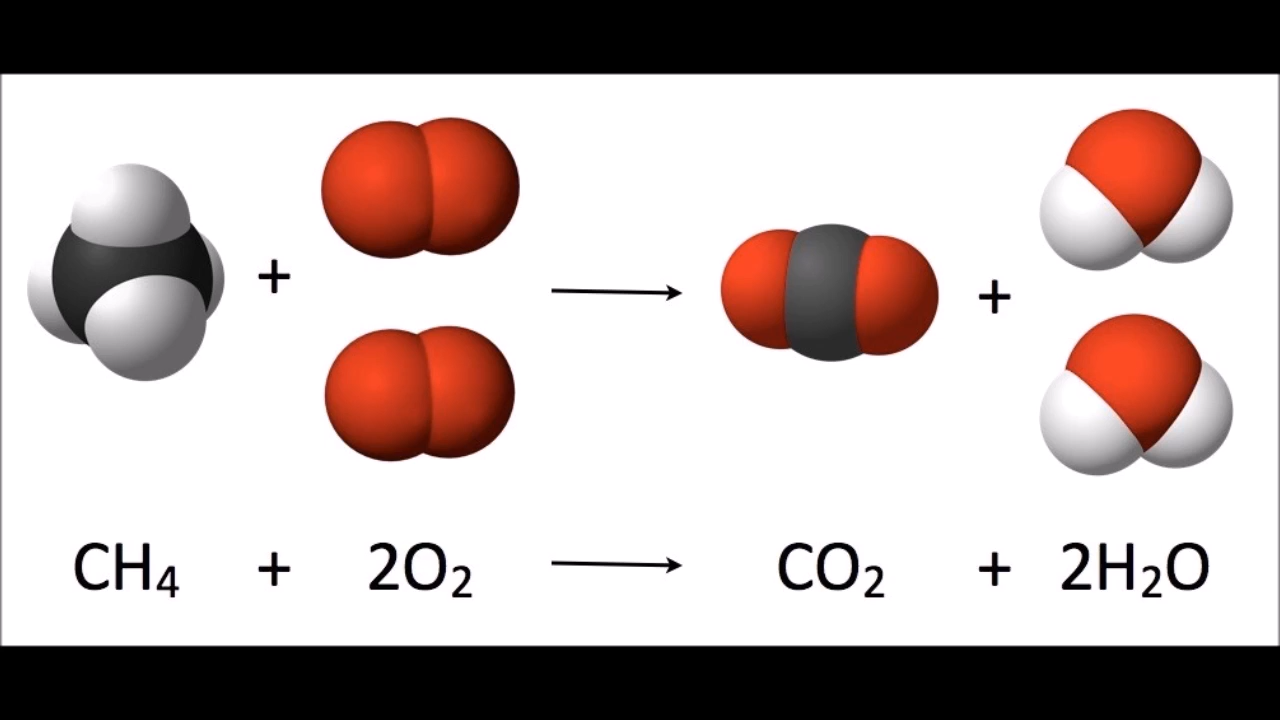 + ⟶ +
CH₄ + 2O₂ ⟶ CO₂ + 2H₂O